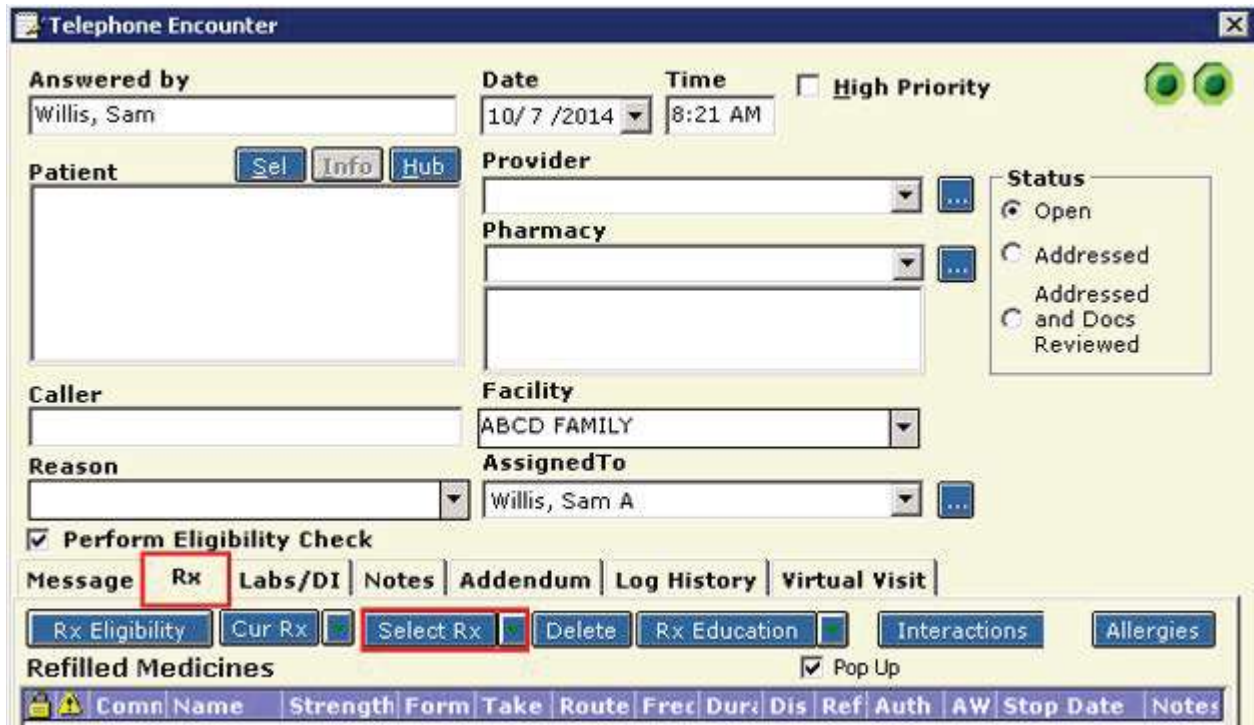 Telephone Encounter
Answered by Date Time High Priority
Willis, Sam 10/ 7 /2014 8:21 AM
Patient Sel Info Hub Provider Status
Open
Pharmacy
Addressed
Addressed
and Docs
Reviewed
Caller Facility
ABCD FAMILY
Reason AssignedTo
Willis, Sam A
Perform Eligibility Check
Message Rx Labs/DI Notes Addendum Log History Virtual Visit
Rx Eligibility Cur Rx Select Rx Delete Rx Education Interactions Allergies
Refilled Medicines Pop Up
Comn Name Strength Form Take Route Frec Dura Dis Ref Auth AW Stop Date Notes